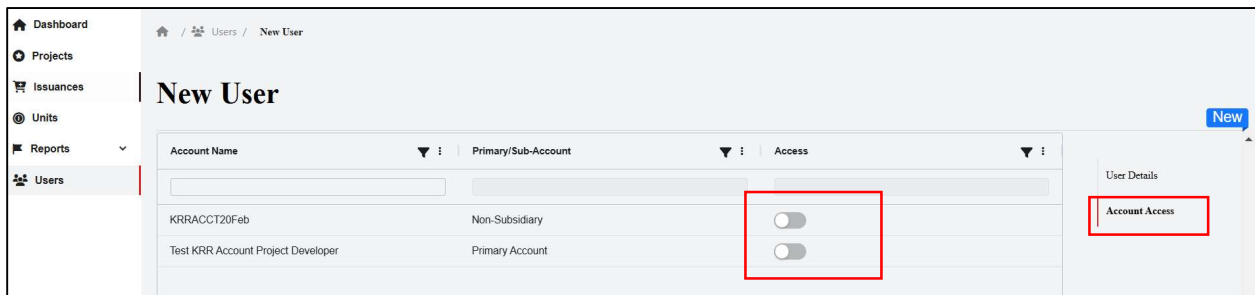 Dashboard
Projects
Issuances
Units
Reports
Users
/ Users / New User
New User
New
Account Name Primary/Sub-Account Access
KRRACCT20Feb Non-Subsidiary
Test KRR Account Project Developer Primary Account
User Details
Account Access